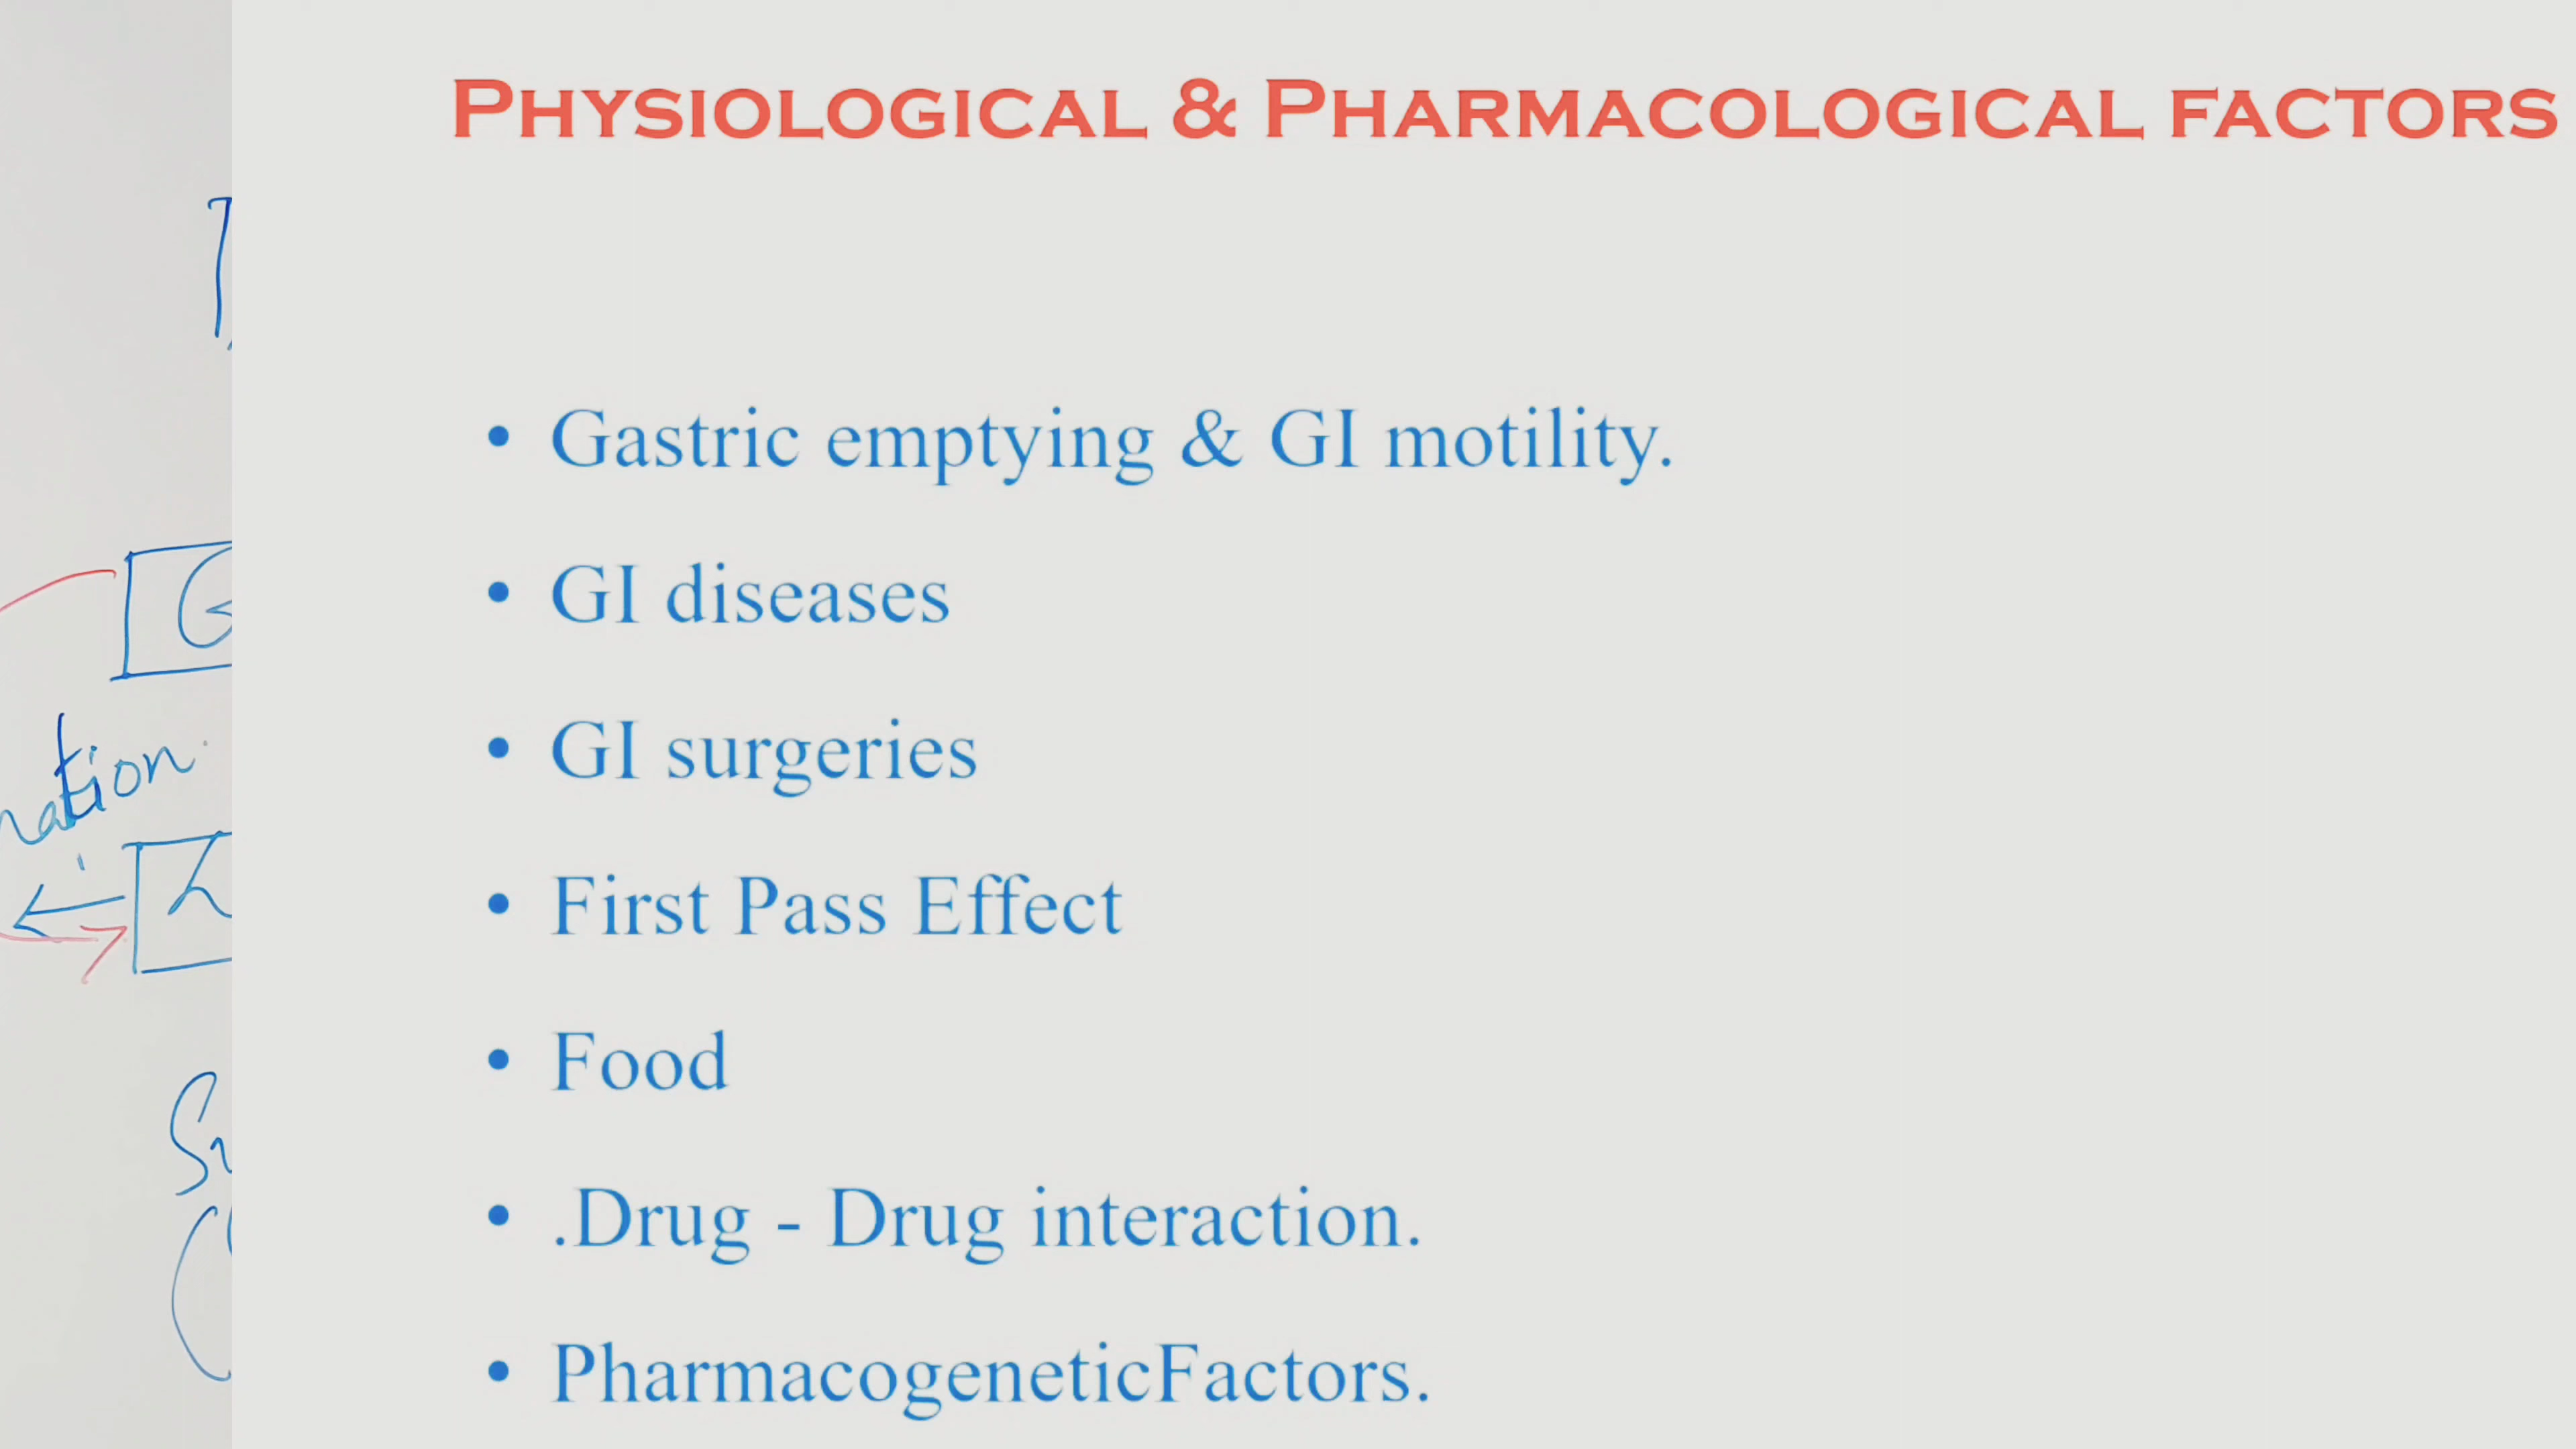 PHYSIOLOGICAL & PHARMACOLOGICAL FACTORS
• Gastric emptying & GI motility.
• GI diseases
• GI surgeries
• First Pass Effect
• Food
• .Drug - Drug interaction.
• PharmacogeneticFactors.